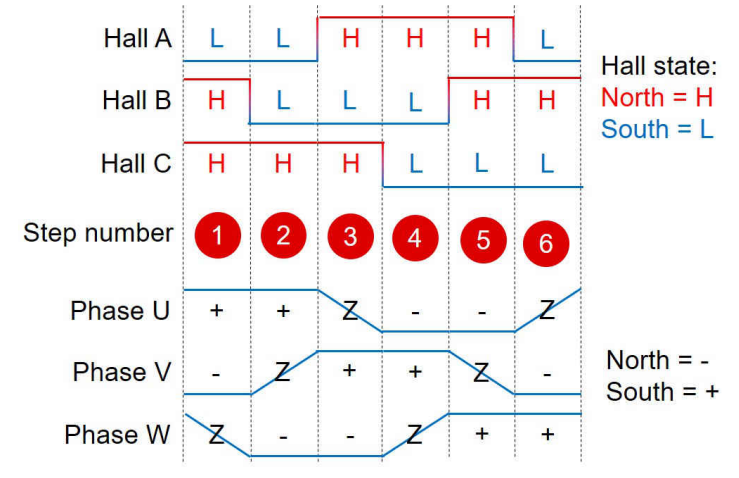 Hall A L L H H H L
Hall B H L L L H H
Hall C H H H L L L
Hall state:
North = H
South = L
Step number 1 2 3 4 5 6
Phase U + + Z - - Z
Phase V - Z + + Z -
Phase W Z - - Z + +
North = -
South = +